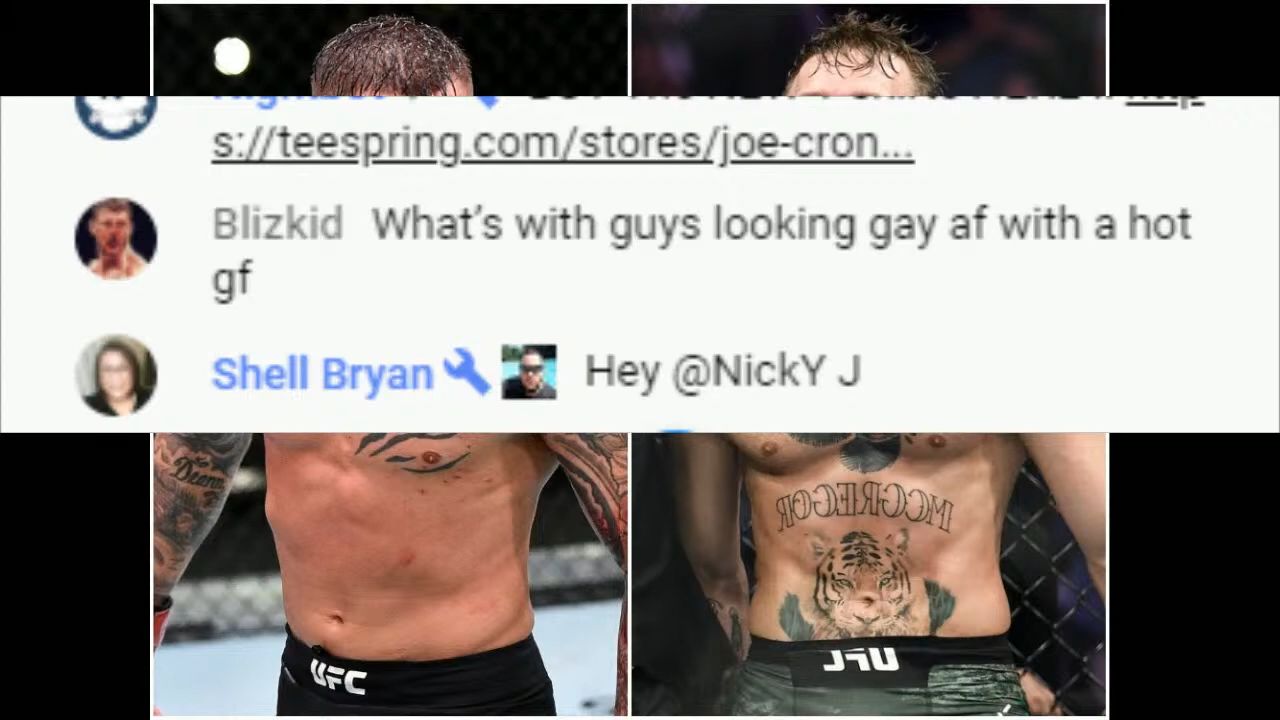 s://teespring.com/stores/joe-cron...
Blizkid What's with guys looking gay af with a hot
gf
Shell Bryan Hey @NickY J
MCGREGOR
UFC
UFC